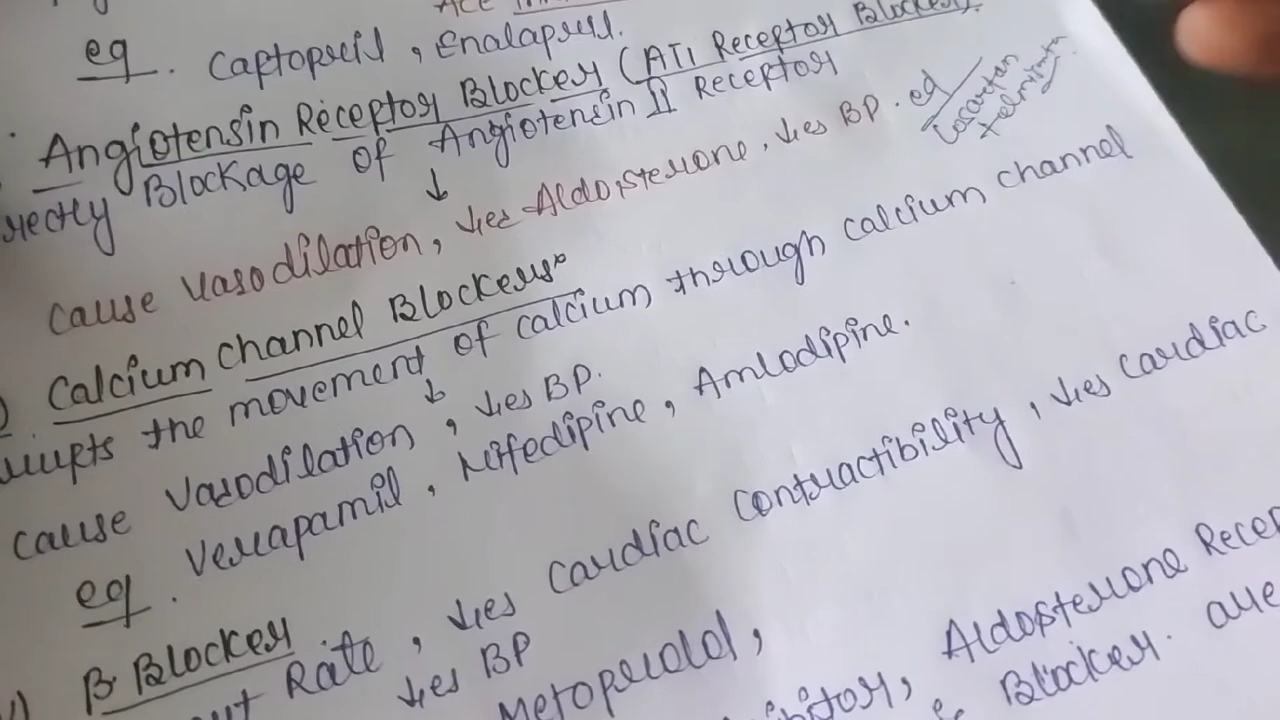 ACE
eg. Captopril, Enalapril.
Angiotensin Receptor Blocker (AT1 Receptor Blocker).
rectly Blockage of Angiotensin II Receptor
↓
cause vasodilation, ↓es Aldosterone, ↓es BP. eg Losartan
Telmisartan
Calcium channel Blockers
rupts the movement of calcium through calcium channel
↓
cause vasodilation, ↓es BP.
eg. Verapamil, Nifedipine, Amlodipine.
β Blocker
Rate, ↓es cardiac contractibility, ↓es cardiac
↓es BP
Metoprolol,
Aldosterone Recep
Blocker. are